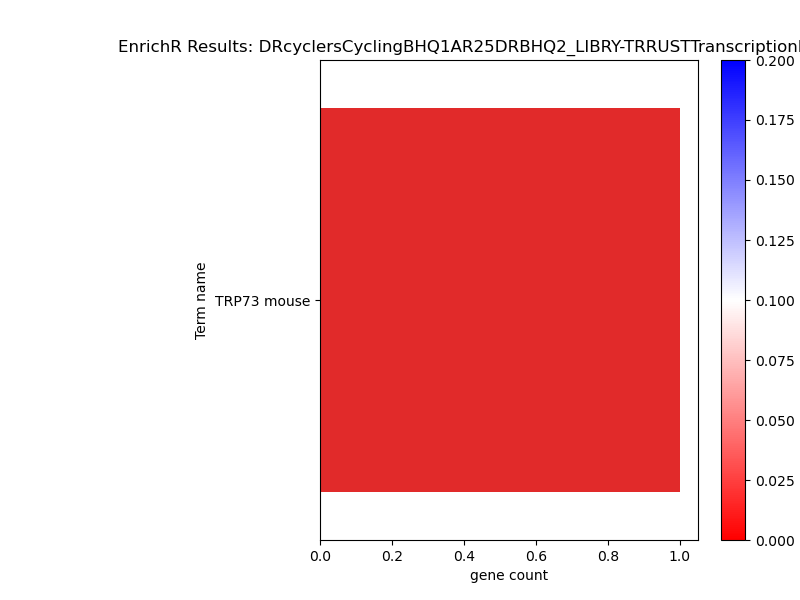 EnrichR Results: DRcyclersCyclingBHQ1AR25DRBHQ2_LIBRY-TRRUSTTranscription
Term name
TRP73 mouse
0.0 0.2 0.4 0.6 0.8 1.0
gene count
0.200
0.175
0.150
0.125
0.100
0.075
0.050
0.025
0.000